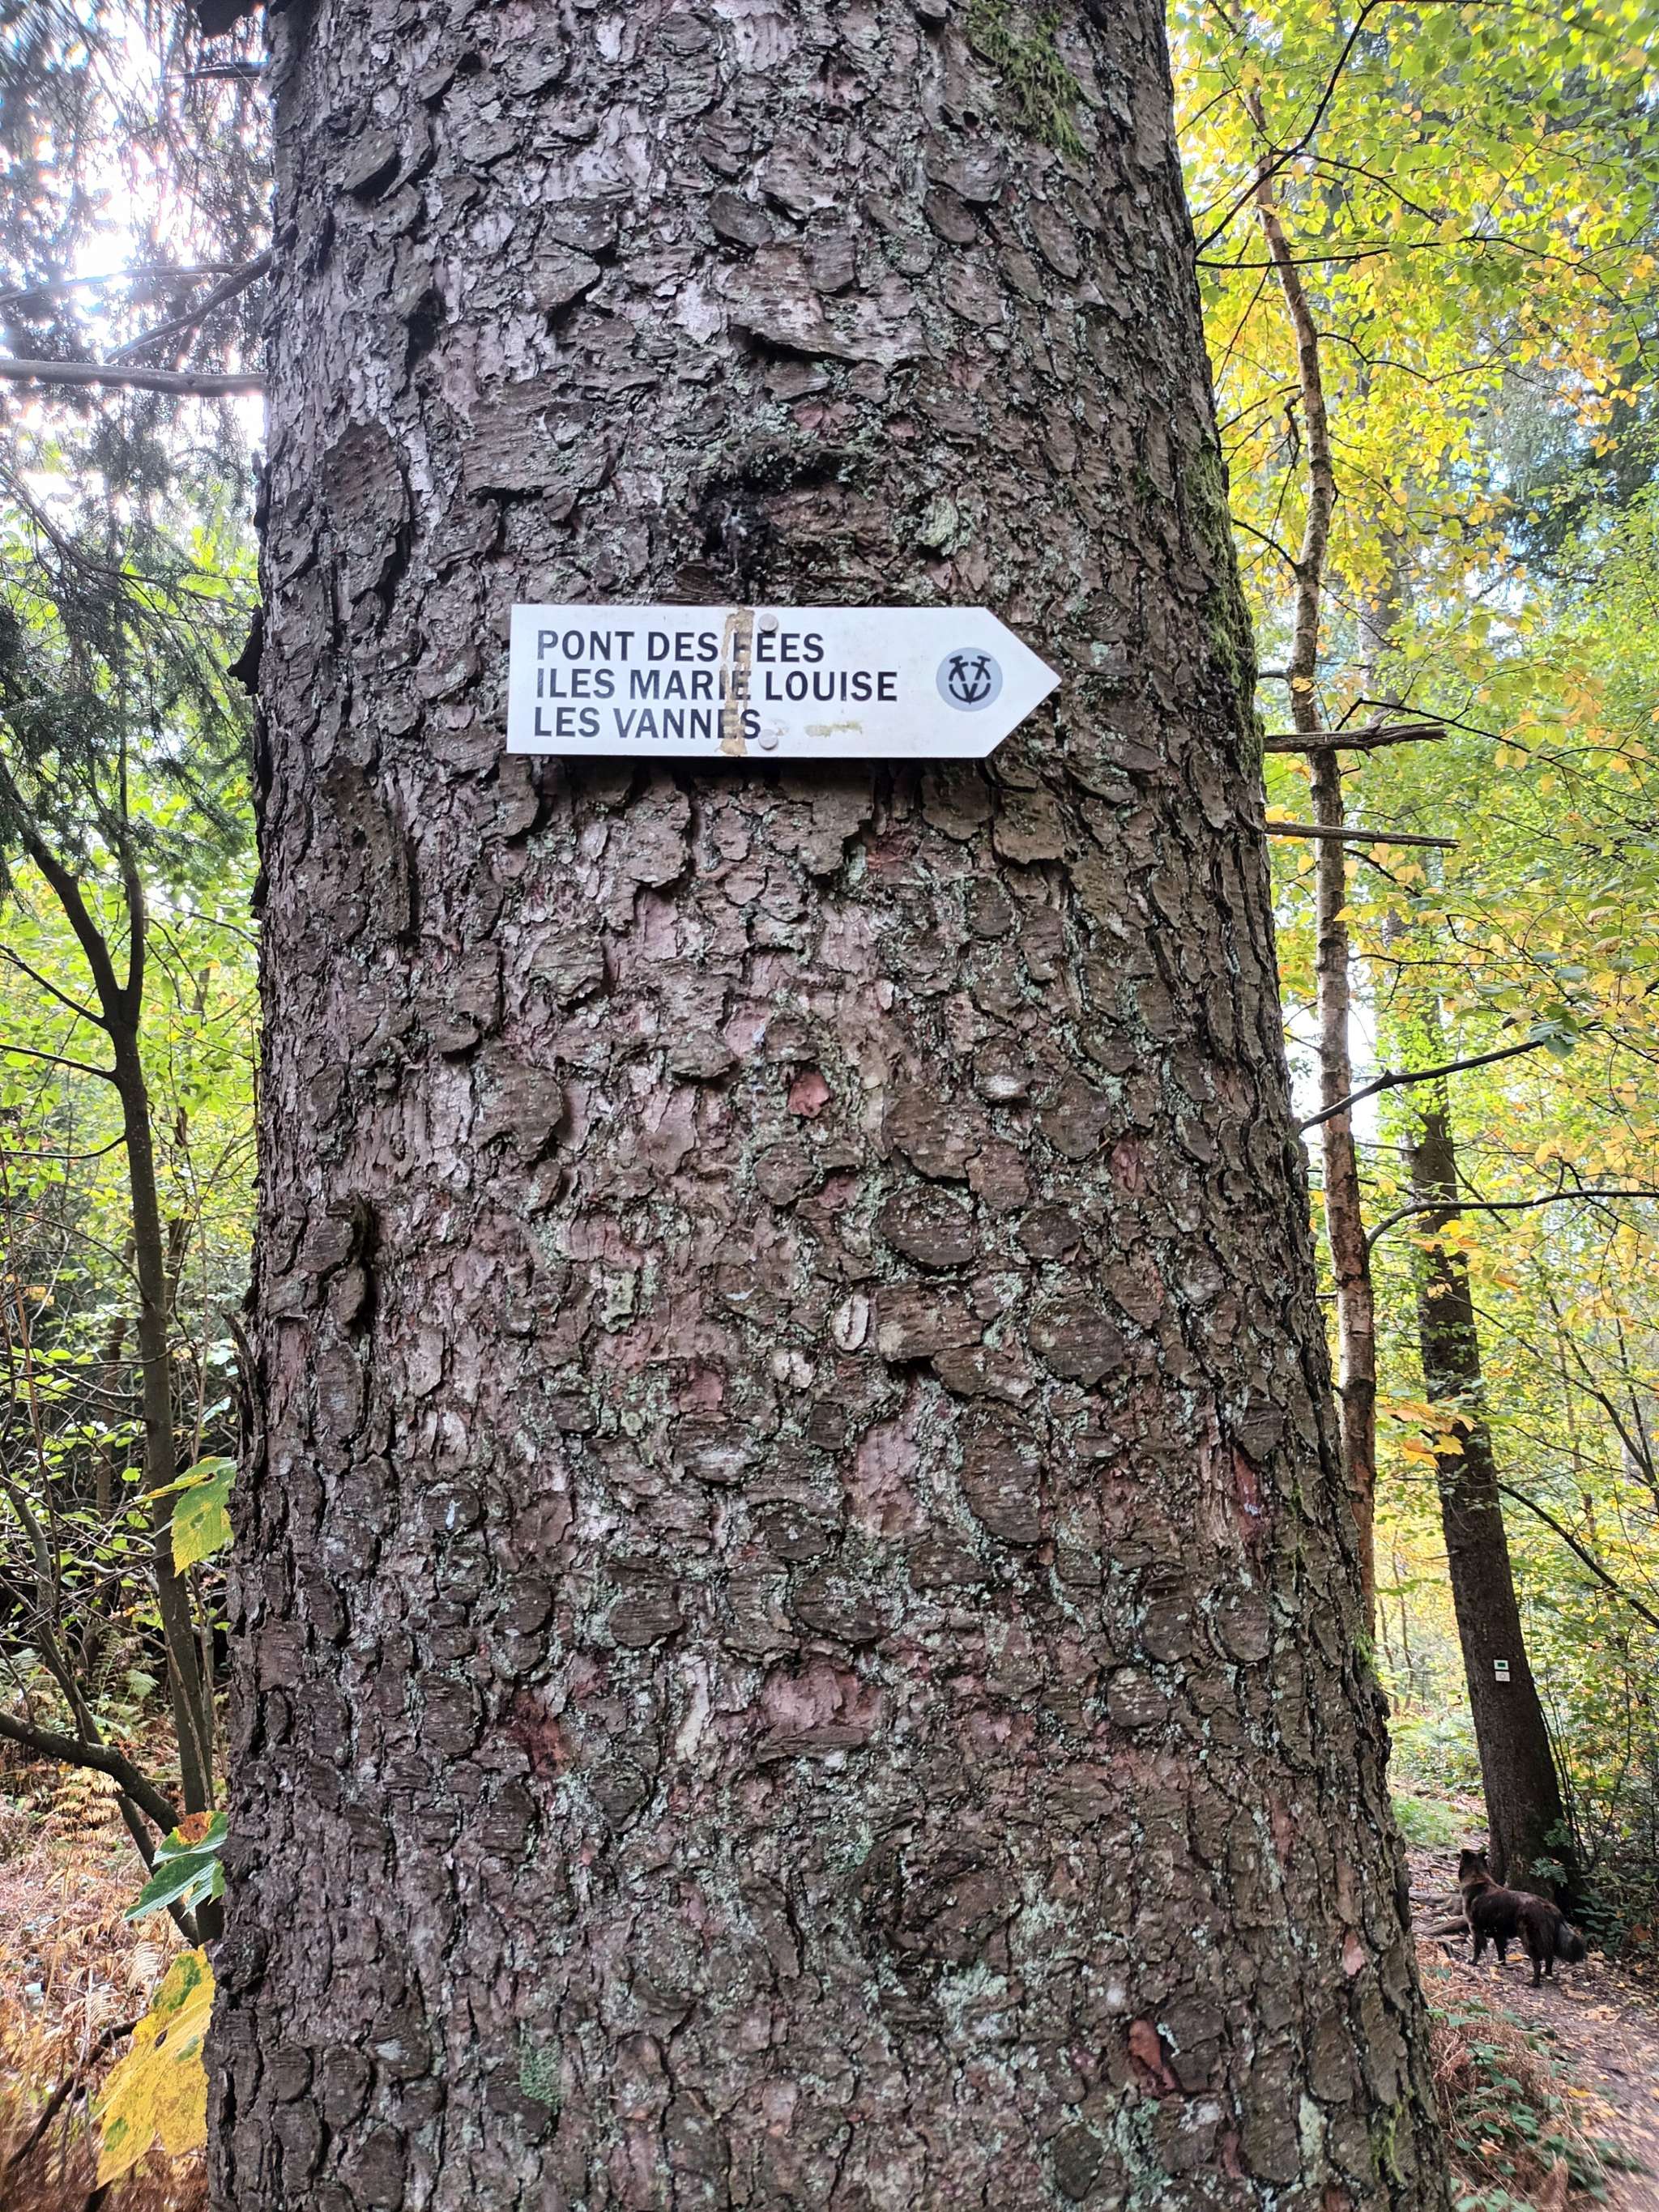 PONT DES FEES
ILES MARIE LOUISE
LES VANNES